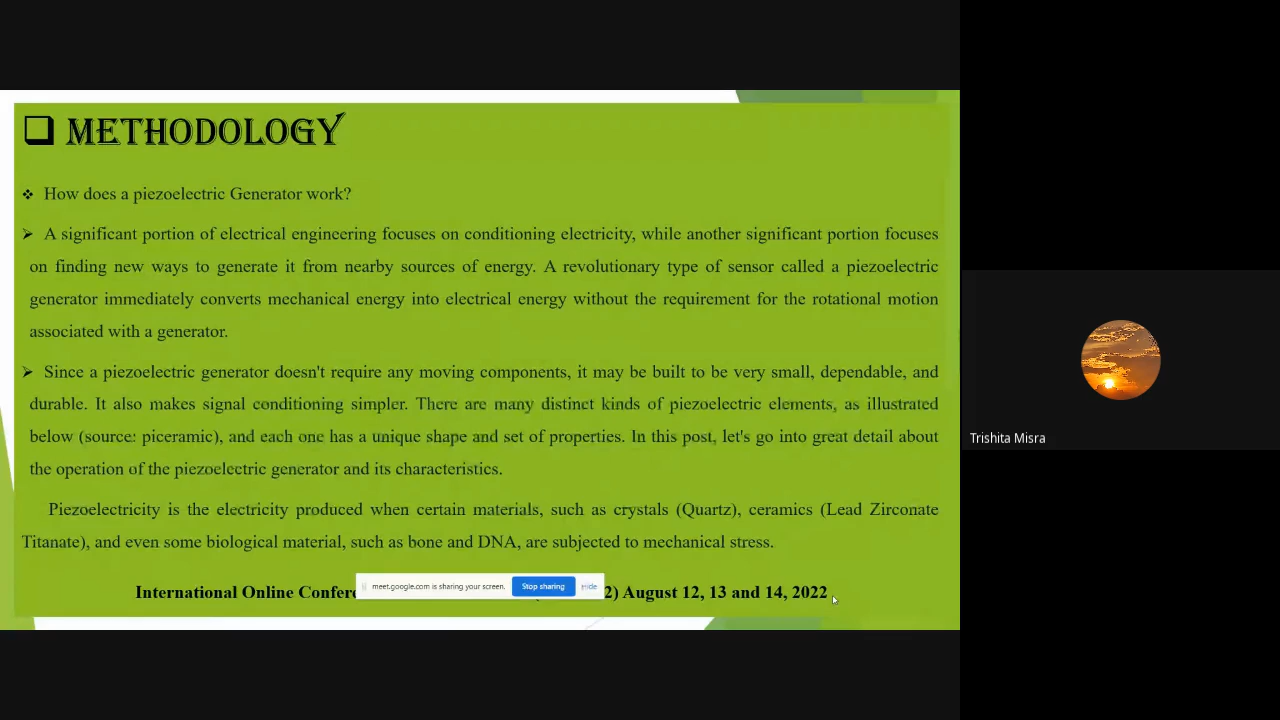 METHODOLOGY
How does a piezoelectric Generator work?
A significant portion of electrical engineering focuses on conditioning electricity, while another significant portion focuses
on finding new ways to generate it from nearby sources of energy. A revolutionary type of sensor called a piezoelectric
generator immediately converts mechanical energy into electrical energy without the requirement for the rotational motion
associated with a generator.
Since a piezoelectric generator doesn't require any moving components, it may be built to be very small, dependable, and
durable. It also makes signal conditioning simpler. There are many distinct kinds of piezoelectric elements, as illustrated
below (source: piceramic), and each one has a unique shape and set of properties. In this post, let's go into great detail about
the operation of the piezoelectric generator and its characteristics.
Piezoelectricity is the electricity produced when certain materials, such as crystals (Quartz), ceramics (Lead Zirconate
Titanate), and even some biological material, such as bone and DNA, are subjected to mechanical stress.
International Online 2) August 12, 13 and 14, 2022
meet.google.com is sharing your screen. Stop sharing Hide
Trishita Misra